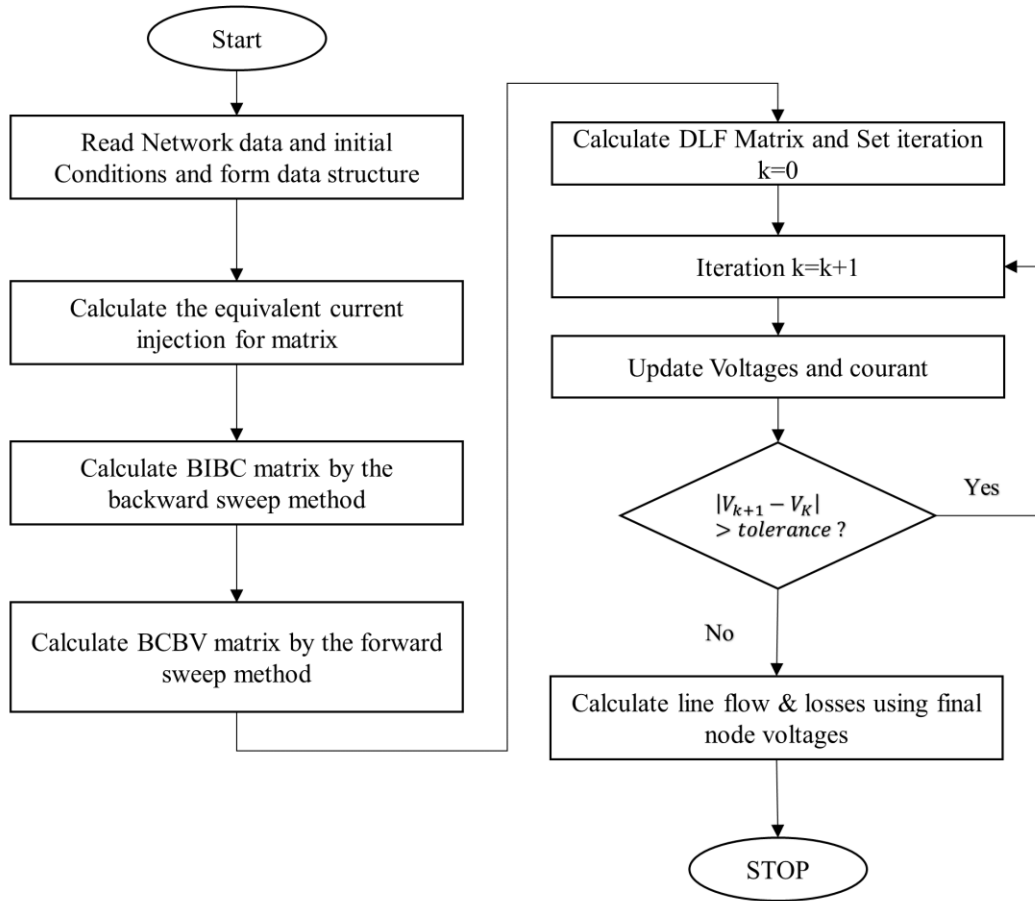 Start
Read Network data and initial
Conditions and form data structure
Calculate the equivalent current
injection for matrix
Calculate BIBC matrix by the
backward sweep method
Calculate BCBV matrix by the forward
sweep method
Calculate DLF Matrix and Set iteration
k=0
Iteration k=k+1
Update Voltages and courant
|V_{k+1} − V_K|
> tolerance ?
Yes
No
Calculate line flow & losses using final
node voltages
STOP